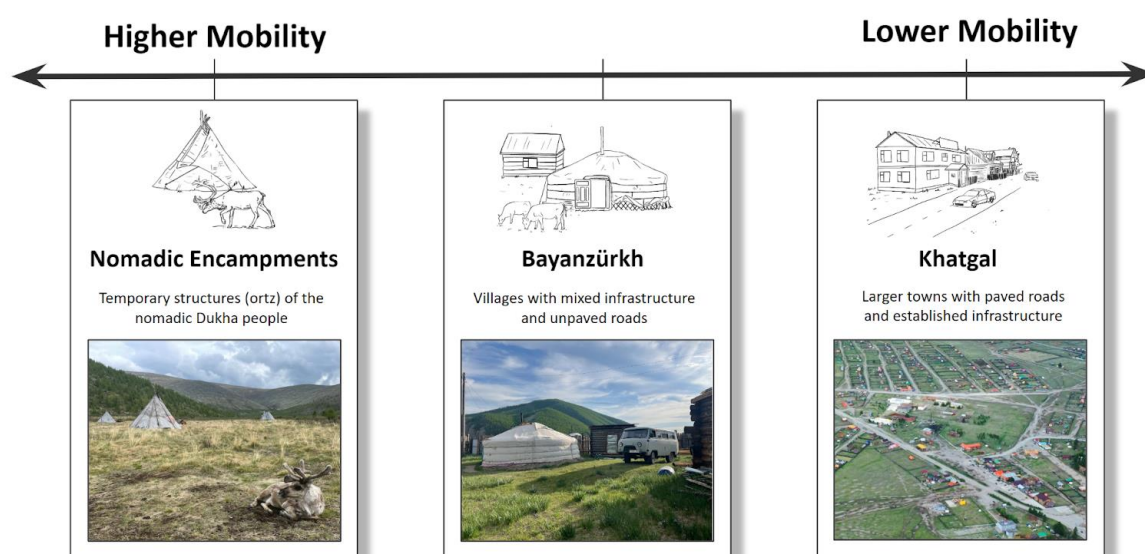 Higher Mobility
Lower Mobility
Nomadic Encampments
Temporary structures (ortz) of the
nomadic Dukha people
Bayanzürkh
Villages with mixed infrastructure
and unpaved roads
Khatgal
Larger towns with paved roads
and established infrastructure